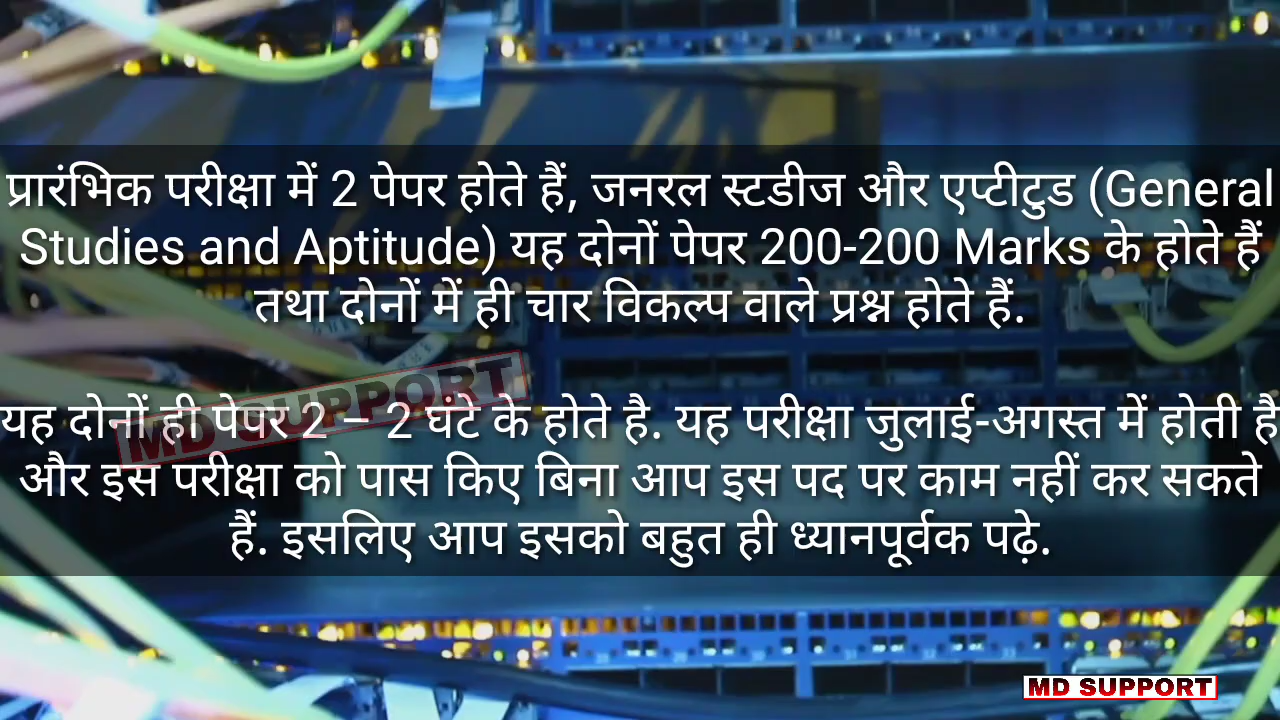 प्रारंभिक परीक्षा में 2 पेपर होते हैं, जनरल स्टडीज और एप्टीटुड (General
Studies and Aptitude) यह दोनों पेपर 200-200 Marks के होते हैं
तथा दोनों में ही चार विकल्प वाले प्रश्न होते हैं.
यह दोनों ही पेपर 2 – 2 घंटे के होते है. यह परीक्षा जुलाई-अगस्त में होती है
और इस परीक्षा को पास किए बिना आप इस पद पर काम नहीं कर सकते
हैं. इसलिए आप इसको बहुत ही ध्यानपूर्वक पढ़े.
MD SUPPORT
MD SUPPORT